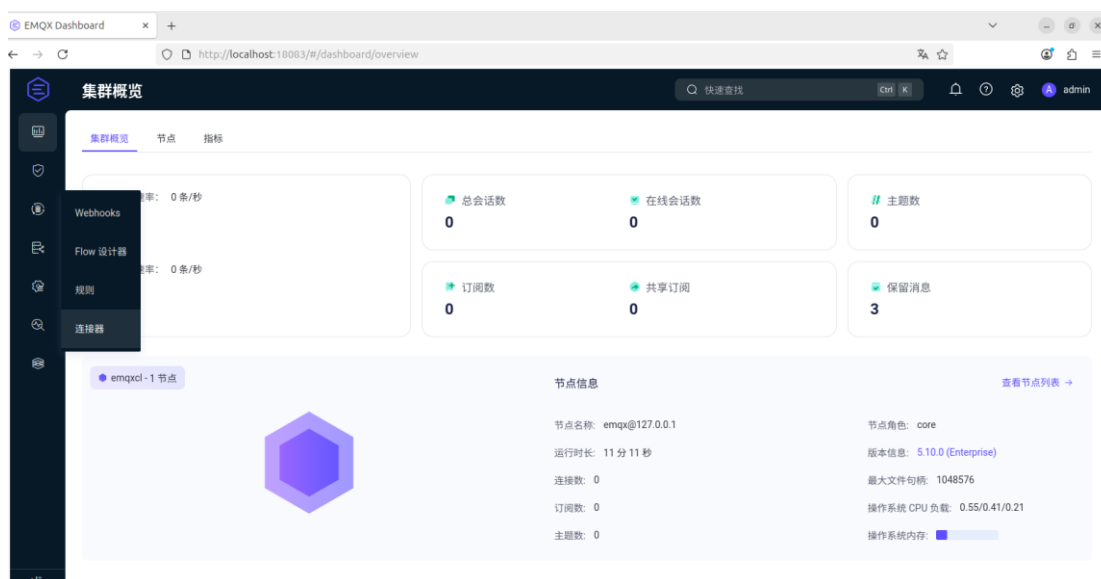 EMQX Dashboard
http://localhost:18083/#/dashboard/overview
集群概览
快速查找
Ctrl K
A admin
集群概览 节点 指标
率： 0 条/秒
率： 0 条/秒
Webhooks
Flow 设计器
规则
连接器
总会话数
0
在线会话数
0
主题数
0
订阅数
0
共享订阅
0
保留消息
3
emqxcl - 1 节点
节点信息
查看节点列表 →
节点名称: emqx@127.0.0.1
节点角色: core
运行时长: 11 分 11 秒
版本信息: 5.10.0 (Enterprise)
连接数: 0
最大文件句柄: 1048576
订阅数: 0
操作系统 CPU 负载: 0.55/0.41/0.21
主题数: 0
操作系统内存: